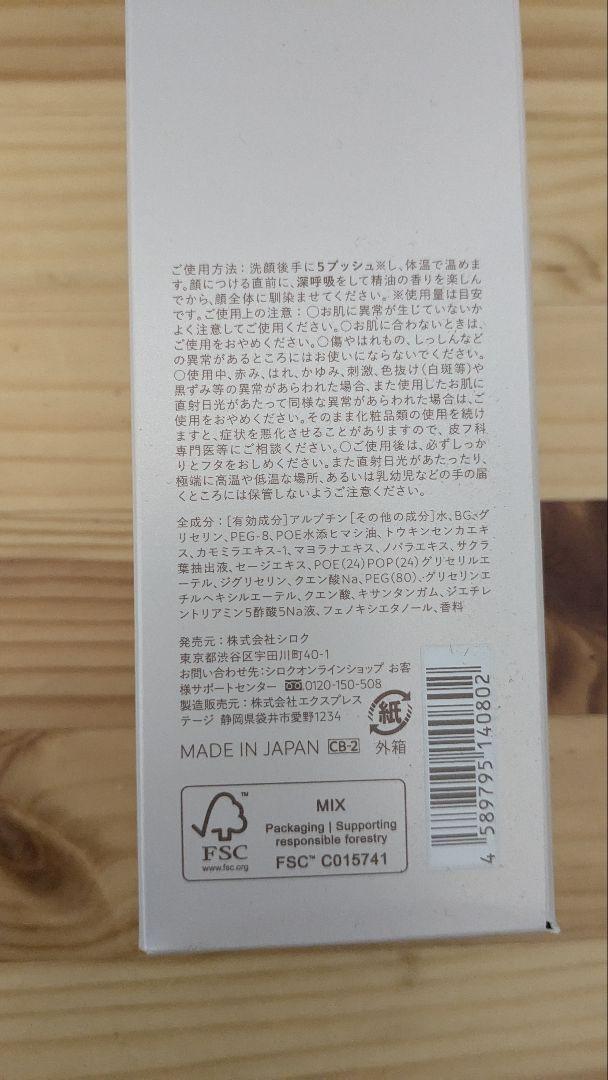 ご使用方法：洗顔後手に5プッシュ※し、体温で温めま
す。顔につける直前に、深呼吸をして精油の香りを楽しん
でから、顔全体に馴染ませてください。※使用量は目安
です。ご使用上の注意：〇お肌に異常が生じていないか
よく注意してご使用ください。〇お肌に合わないときは、
ご使用をおやめください。〇傷やはれもの、しっしんなど
の異常があるところにはお使いにならないでください。
〇使用中、赤み、はれ、かゆみ、刺激、色抜け(白斑等)や
黒ずみ等の異常があらわれた場合、また使用したお肌に
直射日光があたって同様な異常があらわれた場合は、ご
使用をおやめください。そのまま化粧品類の使用を続け
ますと、症状を悪化させることがありますので、皮フ科
専門医等にご相談ください。〇ご使用後は、必ずしっか
りとフタをおしめください。また直射日光があたったり、
極端に高温や低温な場所、あるいは乳幼児などの手の届
くところには保管しないようご注意ください。
全成分：[有効成分]アルブチン[その他の成分]水、BG、グ
リセリン、PEG-8、POE水添ヒマシ油、トウキンセンカエキ
ス、カモミラエキス-1、マヨラナエキス、ノバラエキス、サクラ
葉抽出液、セージエキス、POE(24)POP(24)グリセリルエ
ーテル、ジグリセリン、クエン酸Na、PEG(80)、グリセリンエ
チルヘキシルエーテル、クエン酸、キサンタンガム、ジエチレ
ントリアミン5酢酸5Na液、フェノキシエタノール、香料
発売元：株式会社シロク
東京都渋谷区宇田川町40-1
お問い合わせ先：シロクオンラインショップ お客
様サポートセンター 0120-150-508
製造販売元：株式会社エクスプレス
テージ 静岡県袋井市愛野1234
紙
MADE IN JAPAN CB-2 外箱
FSC™
www.fsc.org
MIX
Packaging | Supporting
responsible forestry
FSC™ C015741
4 589795 140802